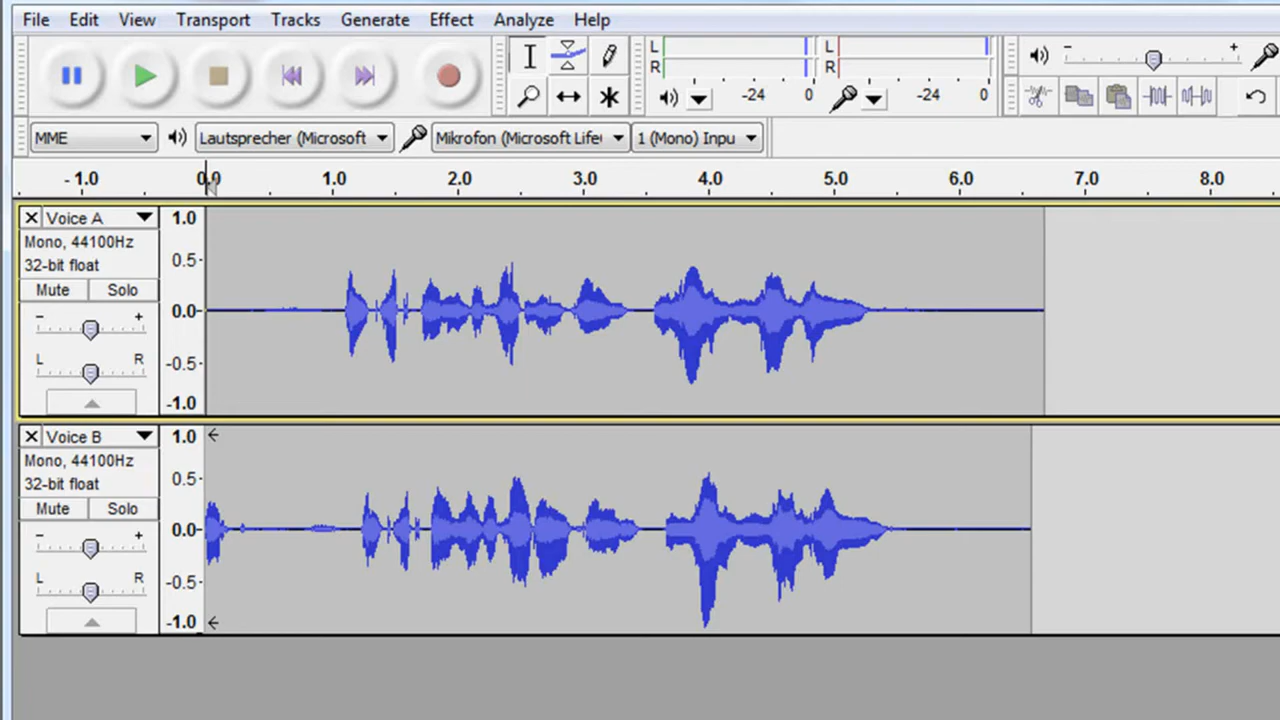 File Edit View Transport Tracks Generate Effect Analyze Help
L R -24 0 L R -24 0 - +
MME Lautsprecher (Microsoft Mikrofon (Microsoft Life 1 (Mono) Inpu
-1.0 0.0 1.0 2.0 3.0 4.0 5.0 6.0 7.0 8.0
Voice A 1.0
Mono, 44100Hz
32-bit float 0.5
Mute Solo
- + 0.0
L R -0.5
-1.0
Voice B 1.0
Mono, 44100Hz
32-bit float 0.5
Mute Solo
- + 0.0
L R -0.5
-1.0